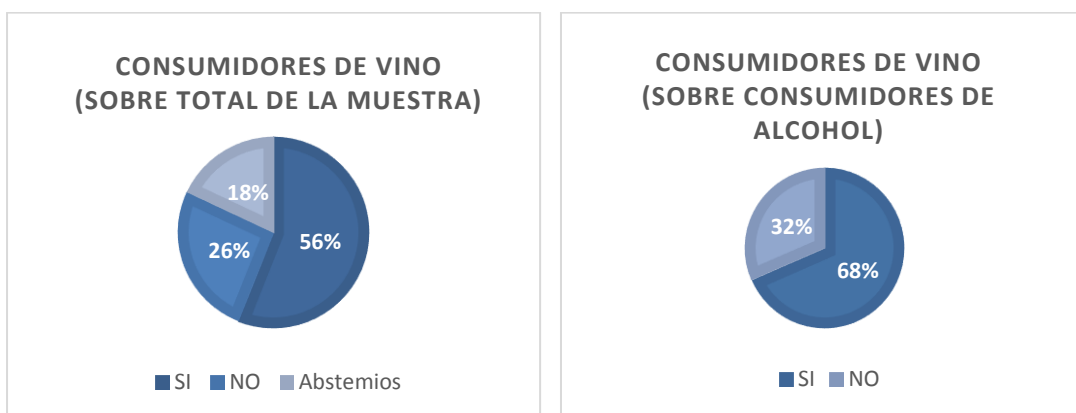 CONSUMIDORES DE VINO
(SOBRE TOTAL DE LA MUESTRA)
18%
26%
56%
SI NO Abstemios
CONSUMIDORES DE VINO
(SOBRE CONSUMIDORES DE
ALCOHOL)
32%
68%
SI NO